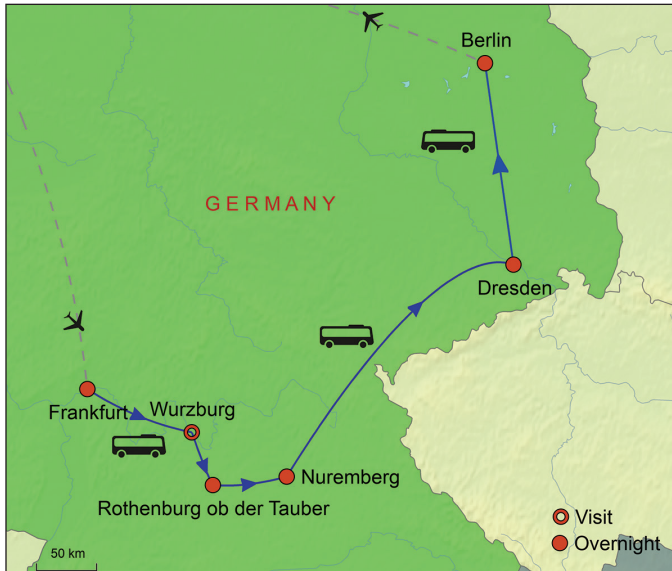 Berlin
GERMANY
Dresden
Frankfurt
Wurzburg
Nuremberg
Rothenburg ob der Tauber
Visit
Overnight
50 km